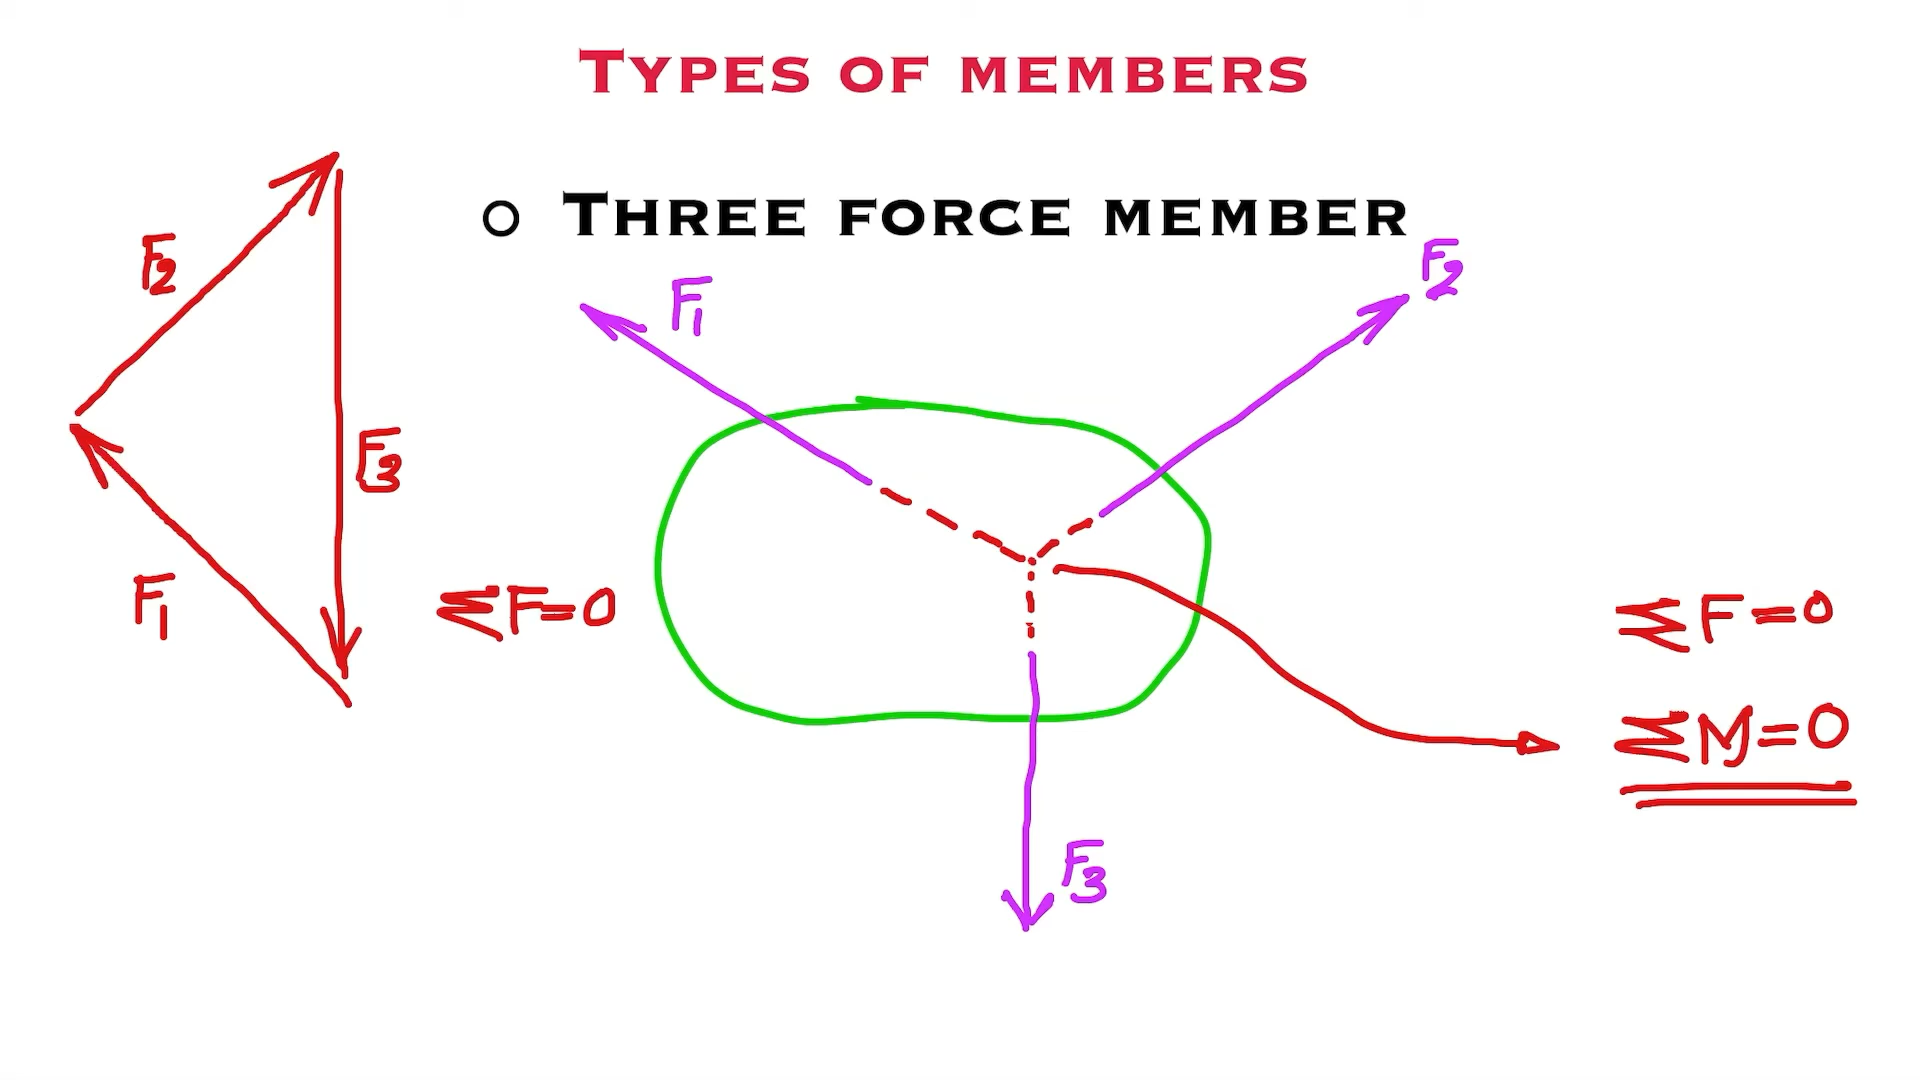 TYPES OF MEMBERS
○ THREE FORCE MEMBER
F2
F1
F2
F3
F1
ΣF=0
ΣF=0
ΣM=0
F3